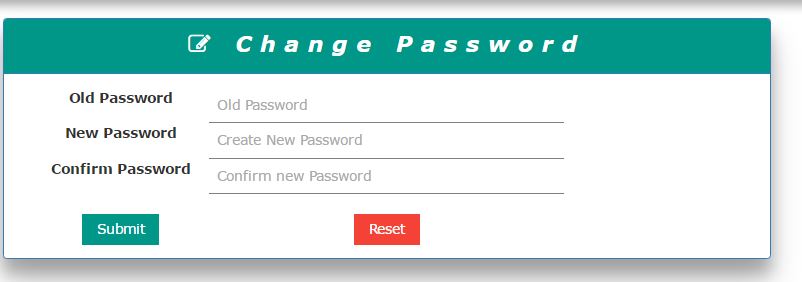 Change Password
Old Password Old Password
New Password Create New Password
Confirm Password Confirm new Password
Submit Reset